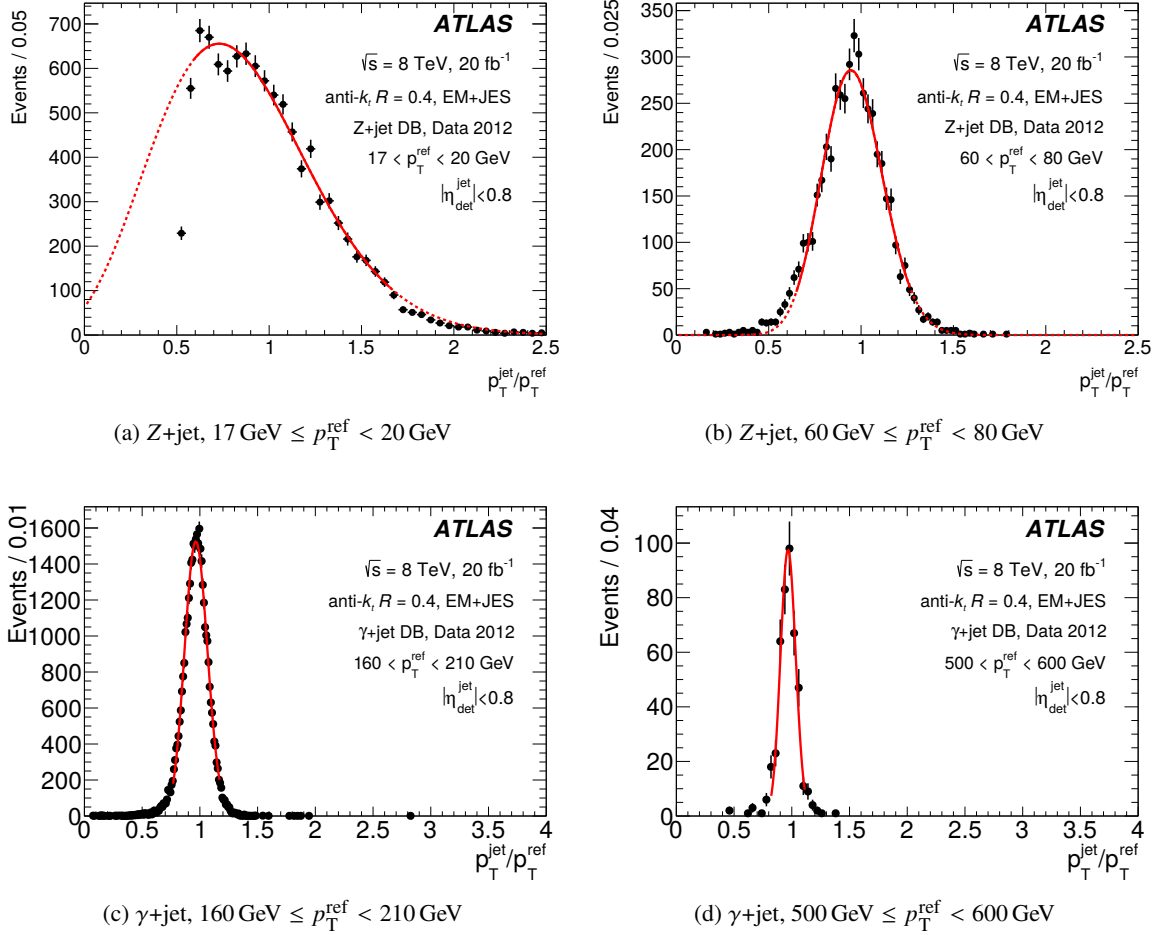 Events / 0.05
700
600
500
400
300
200
100
0
0 0.5 1 1.5 2 2.5
ATLAS
√s = 8 TeV, 20 fb⁻¹
anti-kₜ R = 0.4, EM+JES
Z+jet DB, Data 2012
17 < p_T^ref < 20 GeV
|η_det^jet|<0.8
p_T^jet/p_T^ref
(a) Z+jet, 17 GeV ≤ p_T^ref < 20 GeV
Events / 0.025
350
300
250
200
150
100
50
0
0 0.5 1 1.5 2 2.5
ATLAS
√s = 8 TeV, 20 fb⁻¹
anti-kₜ R = 0.4, EM+JES
Z+jet DB, Data 2012
60 < p_T^ref < 80 GeV
|η_det^jet|<0.8
p_T^jet/p_T^ref
(b) Z+jet, 60 GeV ≤ p_T^ref < 80 GeV
Events / 0.01
1600
1400
1200
1000
800
600
400
200
0
0 0.5 1 1.5 2 2.5 3 3.5 4
ATLAS
√s = 8 TeV, 20 fb⁻¹
anti-kₜ R = 0.4, EM+JES
γ+jet DB, Data 2012
160 < p_T^ref < 210 GeV
|η_det^jet|<0.8
p_T^jet/p_T^ref
(c) γ+jet, 160 GeV ≤ p_T^ref < 210 GeV
Events / 0.04
100
80
60
40
20
0
0 0.5 1 1.5 2 2.5 3 3.5 4
ATLAS
√s = 8 TeV, 20 fb⁻¹
anti-kₜ R = 0.4, EM+JES
γ+jet DB, Data 2012
500 < p_T^ref < 600 GeV
|η_det^jet|<0.8
p_T^jet/p_T^ref
(d) γ+jet, 500 GeV ≤ p_T^ref < 600 GeV